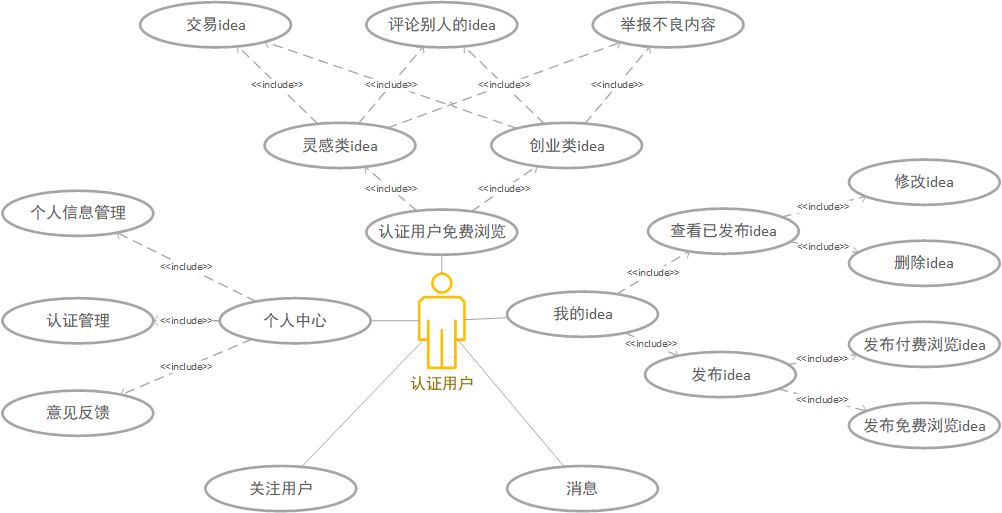 交易idea
评论别人的idea
举报不良内容
<<include>>
<<include>>
<<include>>
<<include>>
灵感类idea
创业类idea
<<include>>
<<include>>
修改idea
<<include>>
个人信息管理
认证用户免费浏览
查看已发布idea
<<include>>
删除idea
<<include>>
<<include>>
认证管理
<<include>>
个人中心
我的idea
<<include>>
发布付费浏览idea
<<include>>
<<include>>
发布idea
认证用户
<<include>>
发布免费浏览idea
意见反馈
关注用户
消息